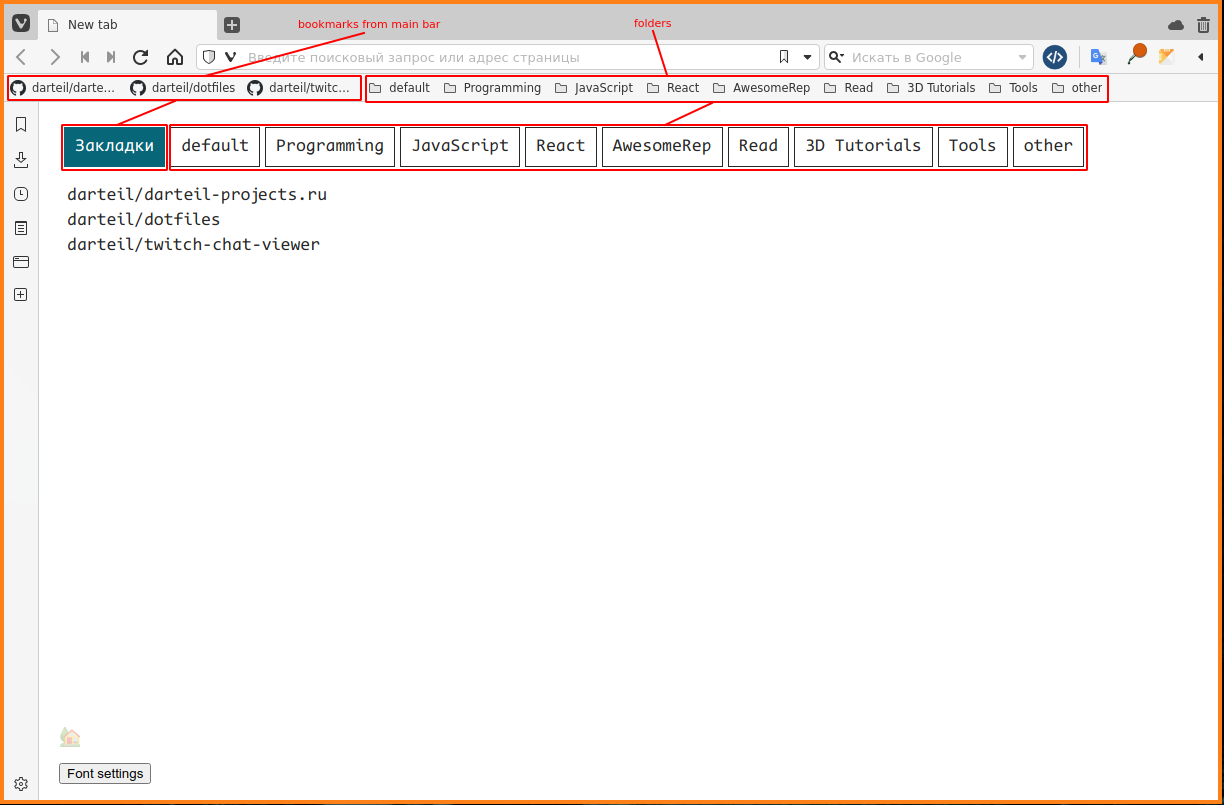 New tab
bookmarks from main bar
folders
Введите поисковый запрос или адрес страницы
Искать в Google
darteil/darte...
darteil/dotfiles
darteil/twitc...
default
Programming
JavaScript
React
AwesomeRep
Read
3D Tutorials
Tools
other
Закладки
default
Programming
JavaScript
React
AwesomeRep
Read
3D Tutorials
Tools
other
darteil/darteil-projects.ru
darteil/dotfiles
darteil/twitch-chat-viewer
Font settings